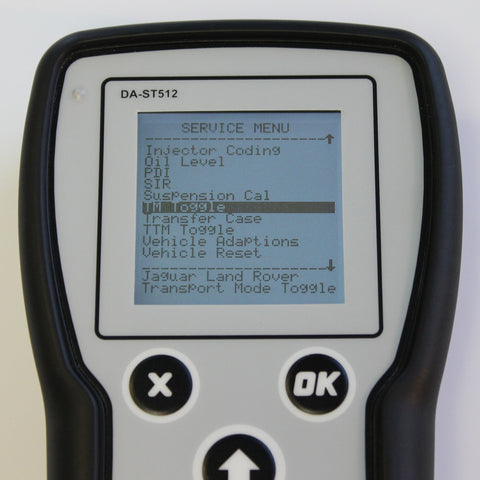 DA-ST512
SERVICE MENU
Injector Coding
Oil Level
PDI
SIR
Suspension Cal
TM Toggle
Transfer Case
TTM Toggle
Vehicle Adaptions
Vehicle Reset
Jaguar Land Rover
Transport Mode Toggle
X
OK